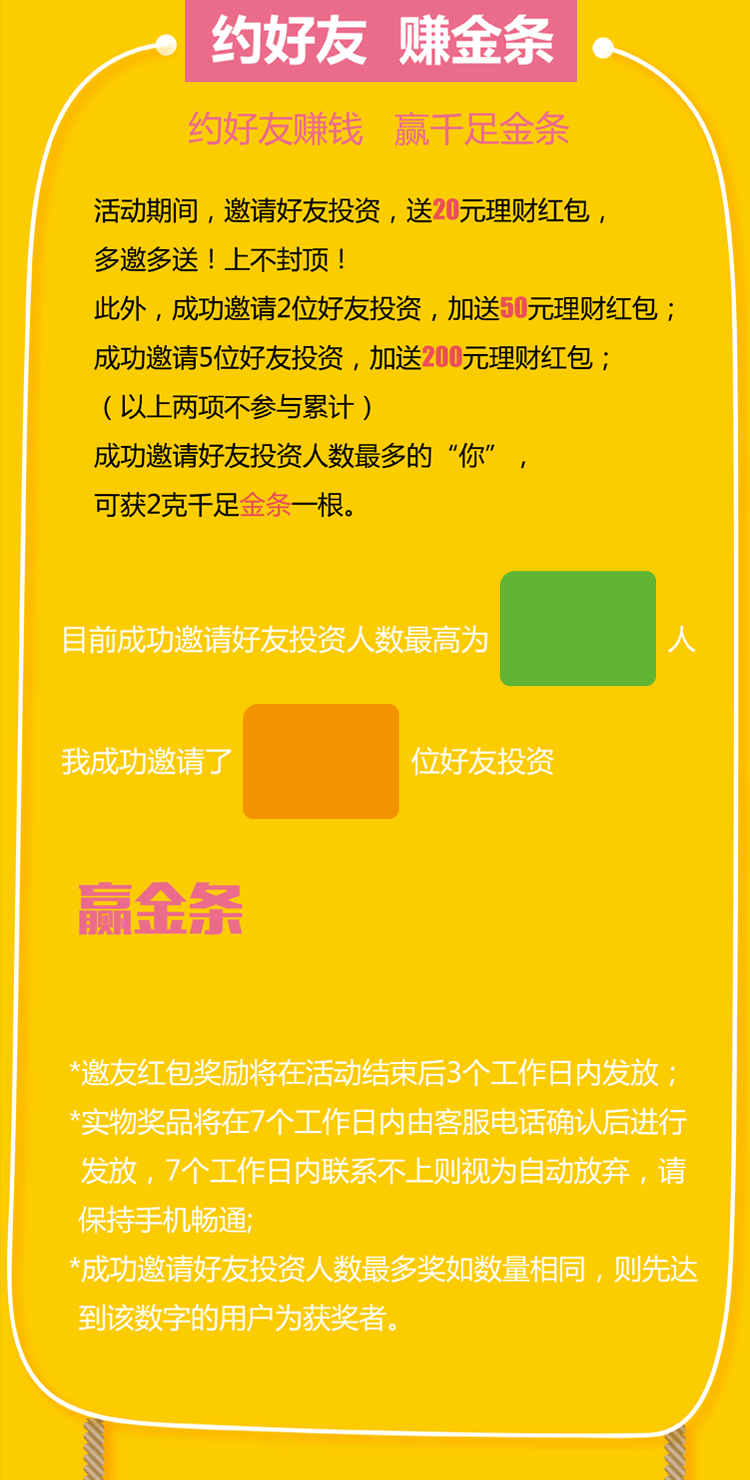 约好友 赚金条
约好友赚钱 赢千足金条
活动期间，邀请好友投资，送20元理财红包，
多邀多送！上不封顶！
此外，成功邀请2位好友投资，加送50元理财红包；
成功邀请5位好友投资，加送200元理财红包；
（以上两项不参与累计）
成功邀请好友投资人数最多的“你”，
可获2克千足金条一根。
目前成功邀请好友投资人数最高为 人
我成功邀请了 位好友投资
赢金条
*邀友红包奖励将在活动结束后3个工作日内发放；
*实物奖品将在7个工作日内由客服电话确认后进行
发放，7个工作日内联系不上则视为自动放弃，请
保持手机畅通;
*成功邀请好友投资人数最多奖如数量相同，则先达
到该数字的用户为获奖者。